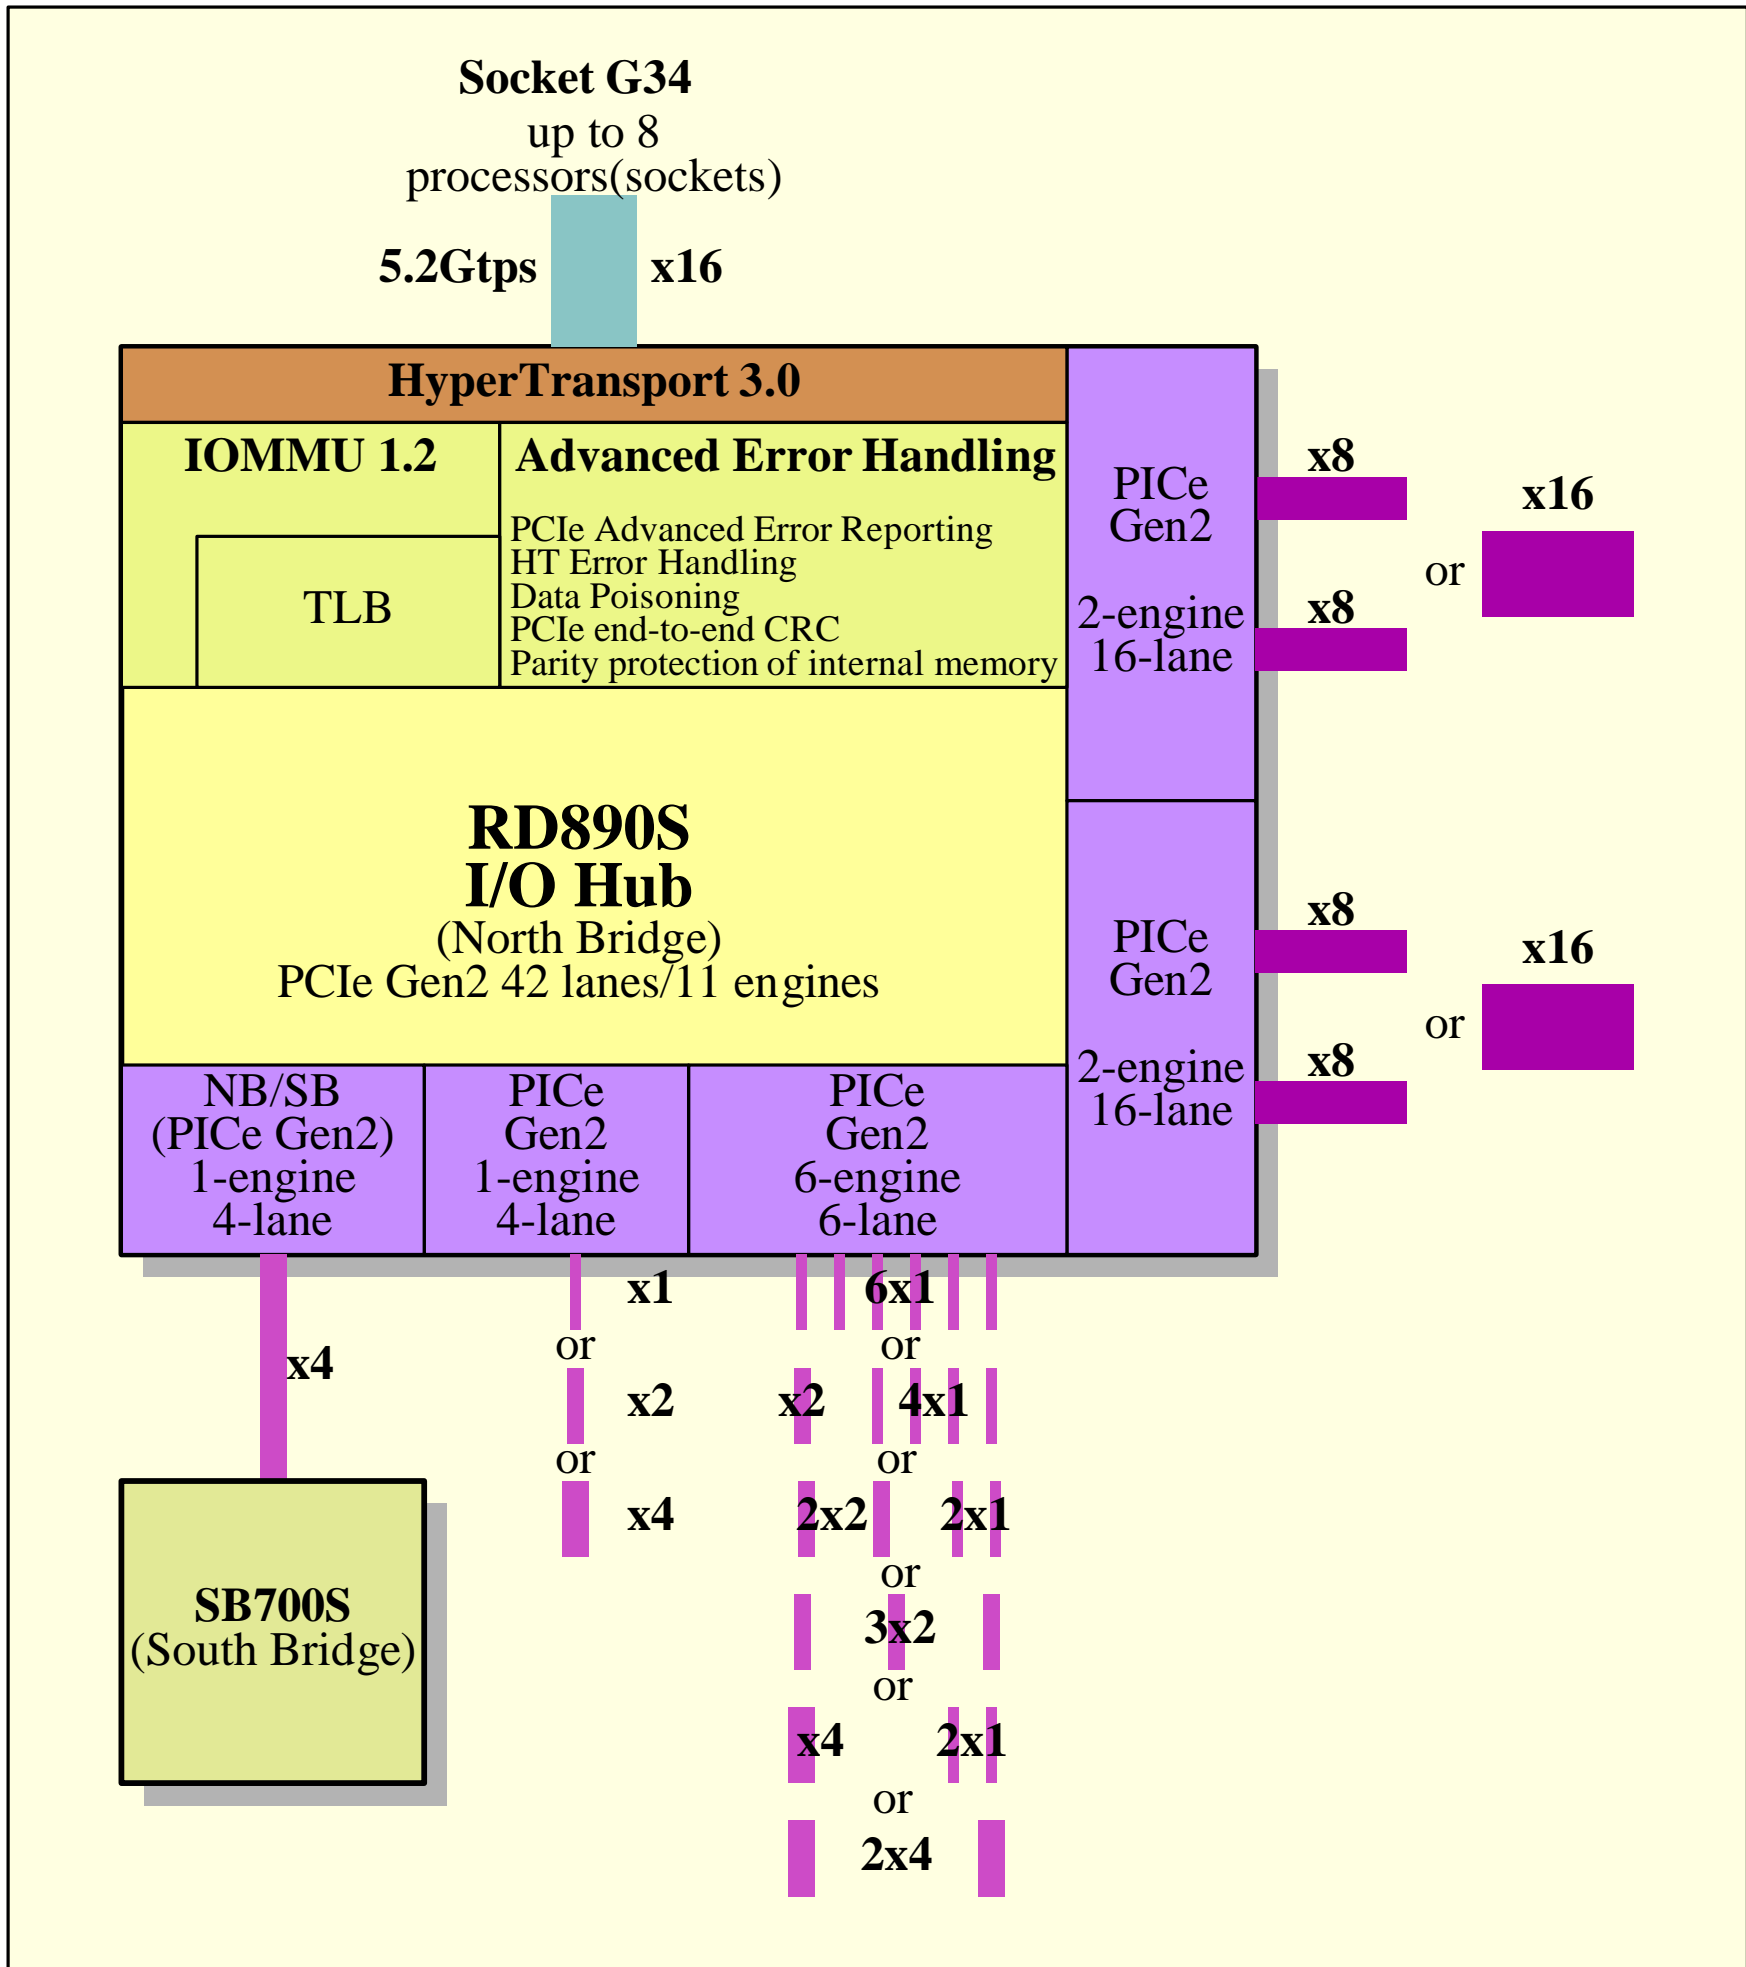 Socket G34
up to 8
processors(sockets)
5.2Gtps x16
HyperTransport 3.0
IOMMU 1.2
TLB
Advanced Error Handling
PCIe Advanced Error Reporting
HT Error Handling
Data Poisoning
PCIe end-to-end CRC
Parity protection of internal memory
PICe
Gen2
2-engine
16-lane
x8
x8
or
x16
RD890S
I/O Hub
(North Bridge)
PCIe Gen2 42 lanes/11 engines
PICe
Gen2
2-engine
16-lane
x8
x8
or
x16
NB/SB
(PICe Gen2)
1-engine
4-lane
PICe
Gen2
1-engine
4-lane
PICe
Gen2
6-engine
6-lane
x4
x1
or
x2
or
x4
6x1
or
x2 4x1
or
2x2 2x1
or
3x2
or
x4 2x1
or
2x4
SB700S
(South Bridge)